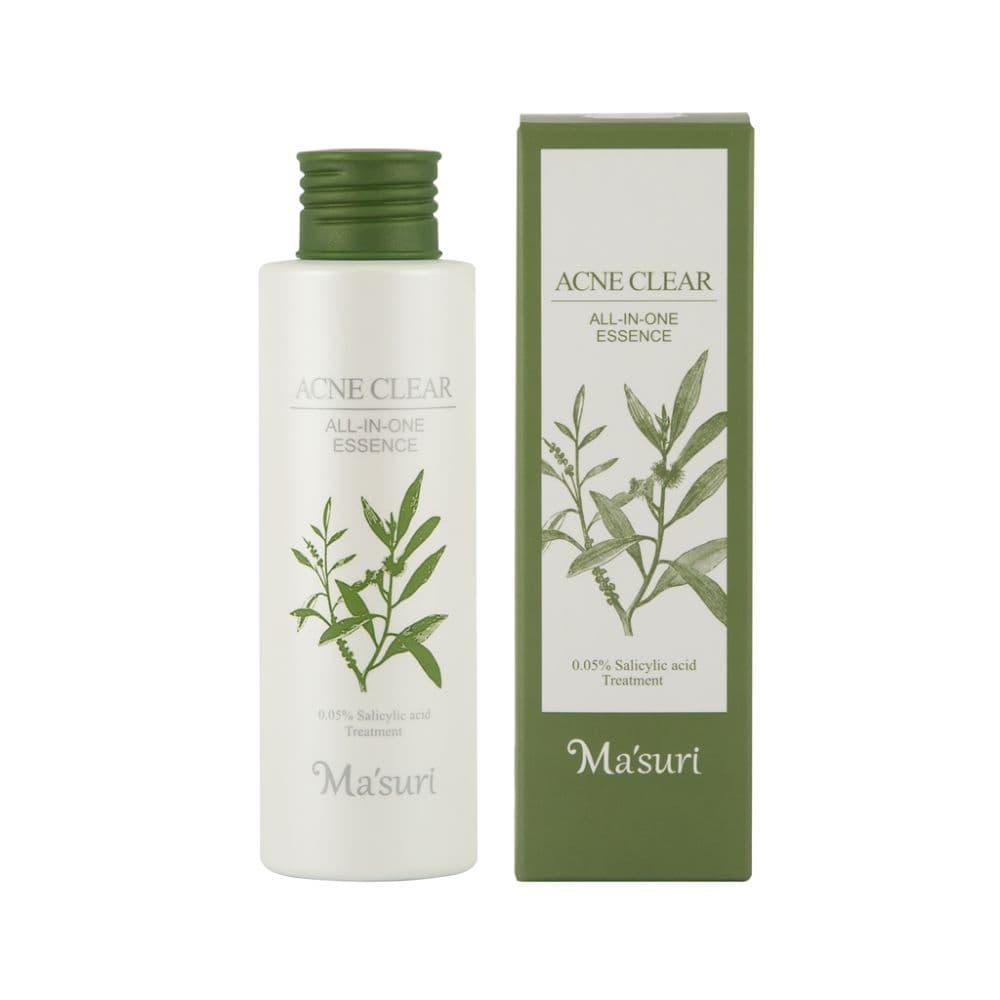 ACNE CLEAR
ALL-IN-ONE
ESSENCE
0.05% Salicylic acid
Treatment
Ma'suri
ACNE CLEAR
ALL-IN-ONE
ESSENCE
0.05% Salicylic acid
Treatment
Ma'suri